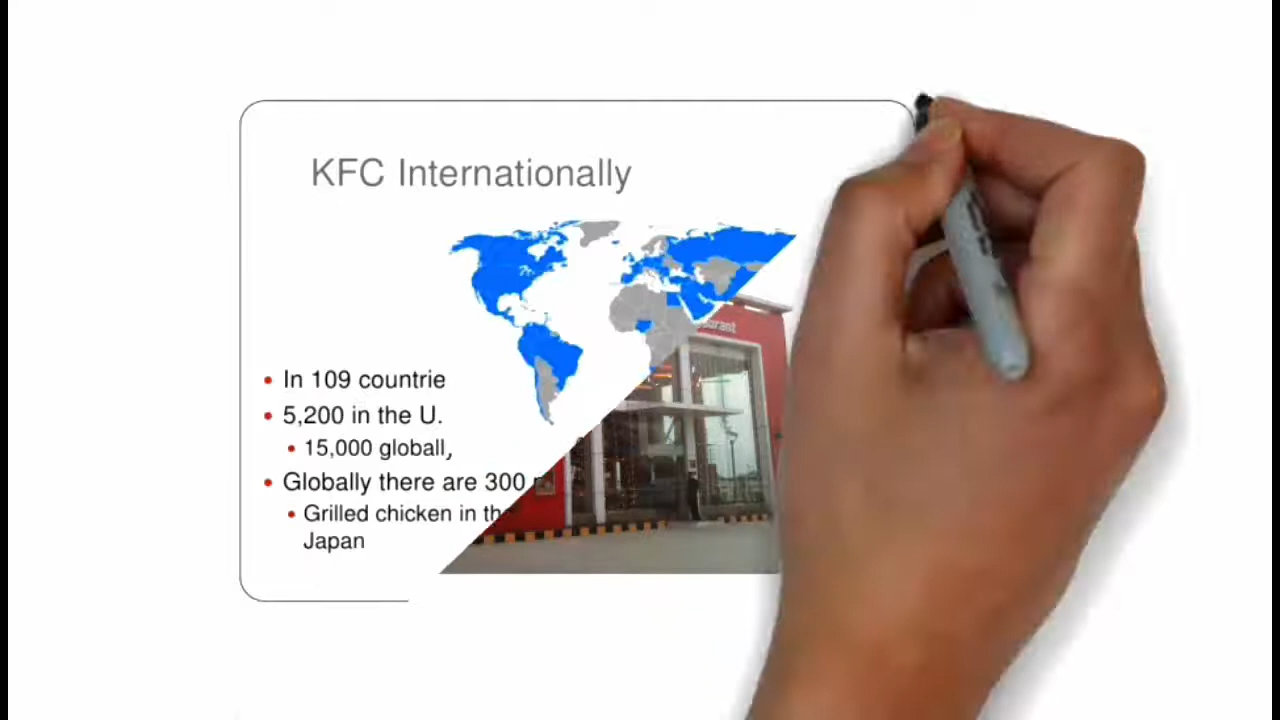 KFC Internationally
In 109 countrie
5,200 in the U.
15,000 globall
Globally there are 300
Grilled chicken in th
Japan